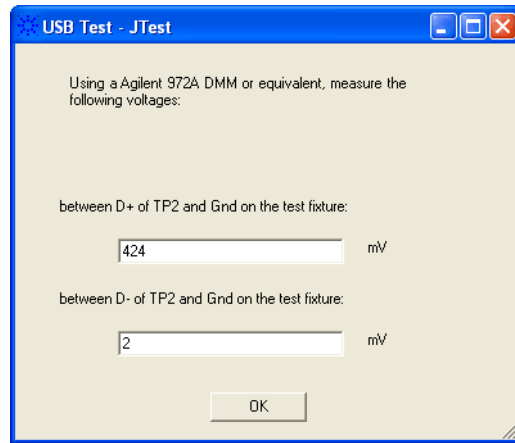 USB Test - JTest
Using a Agilent 972A DMM or equivalent, measure the
following voltages:
between D+ of TP2 and Gnd on the test fixture:
424 mV
between D- of TP2 and Gnd on the test fixture:
2 mV
OK